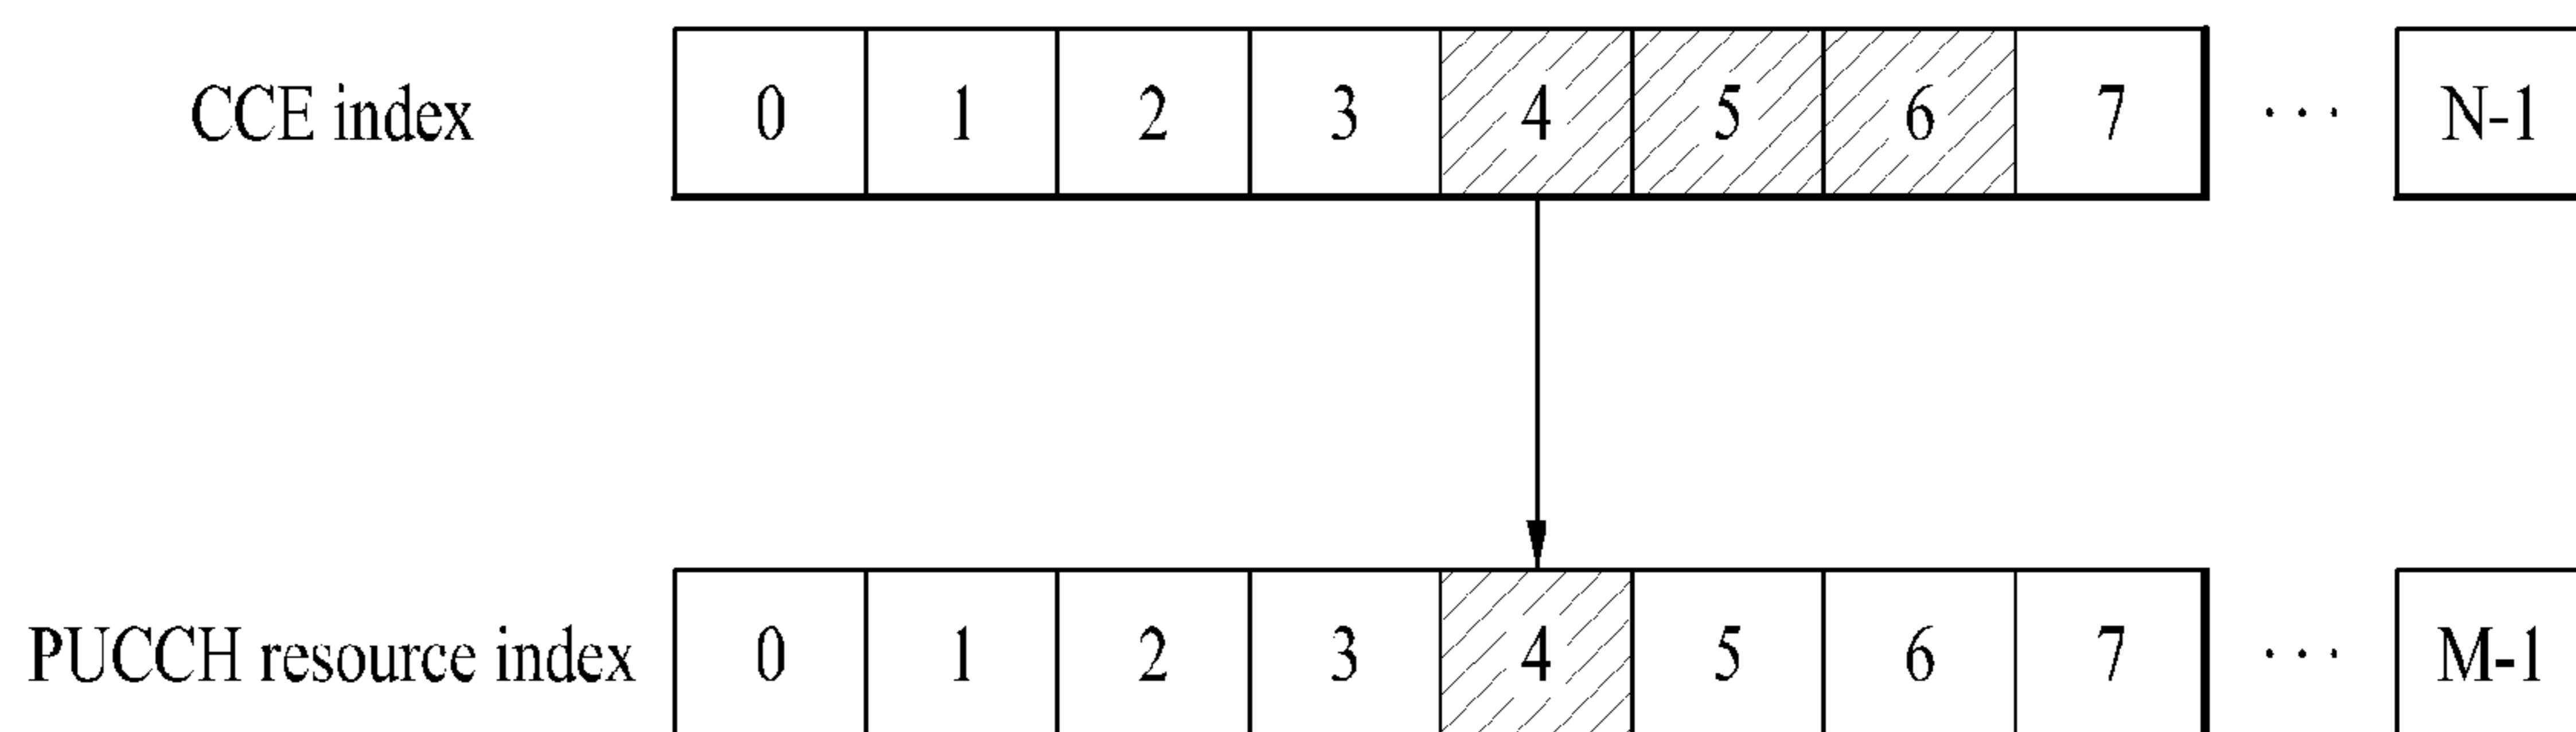 CCE index 0 1 2 3 4 5 6 7 ··· N-1
PUCCH resource index 0 1 2 3 4 5 6 7 ··· M-1